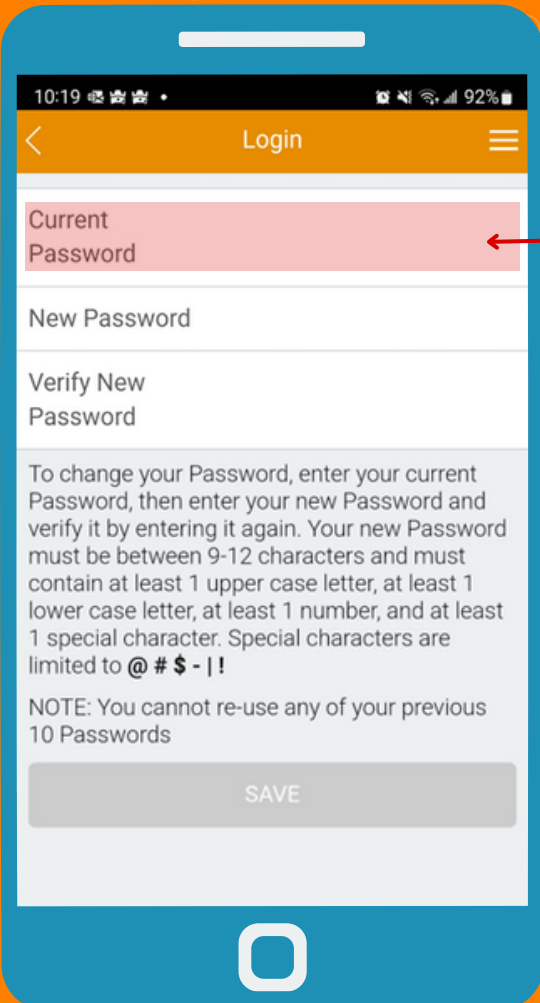 10:19
92%
Login
Current
Password
New Password
Verify New
Password
To change your Password, enter your current
Password, then enter your new Password and
verify it by entering it again. Your new Password
must be between 9-12 characters and must
contain at least 1 upper case letter, at least 1
lower case letter, at least 1 number, and at least
1 special character. Special characters are
limited to @ # $ - | !
NOTE: You cannot re-use any of your previous
10 Passwords
SAVE